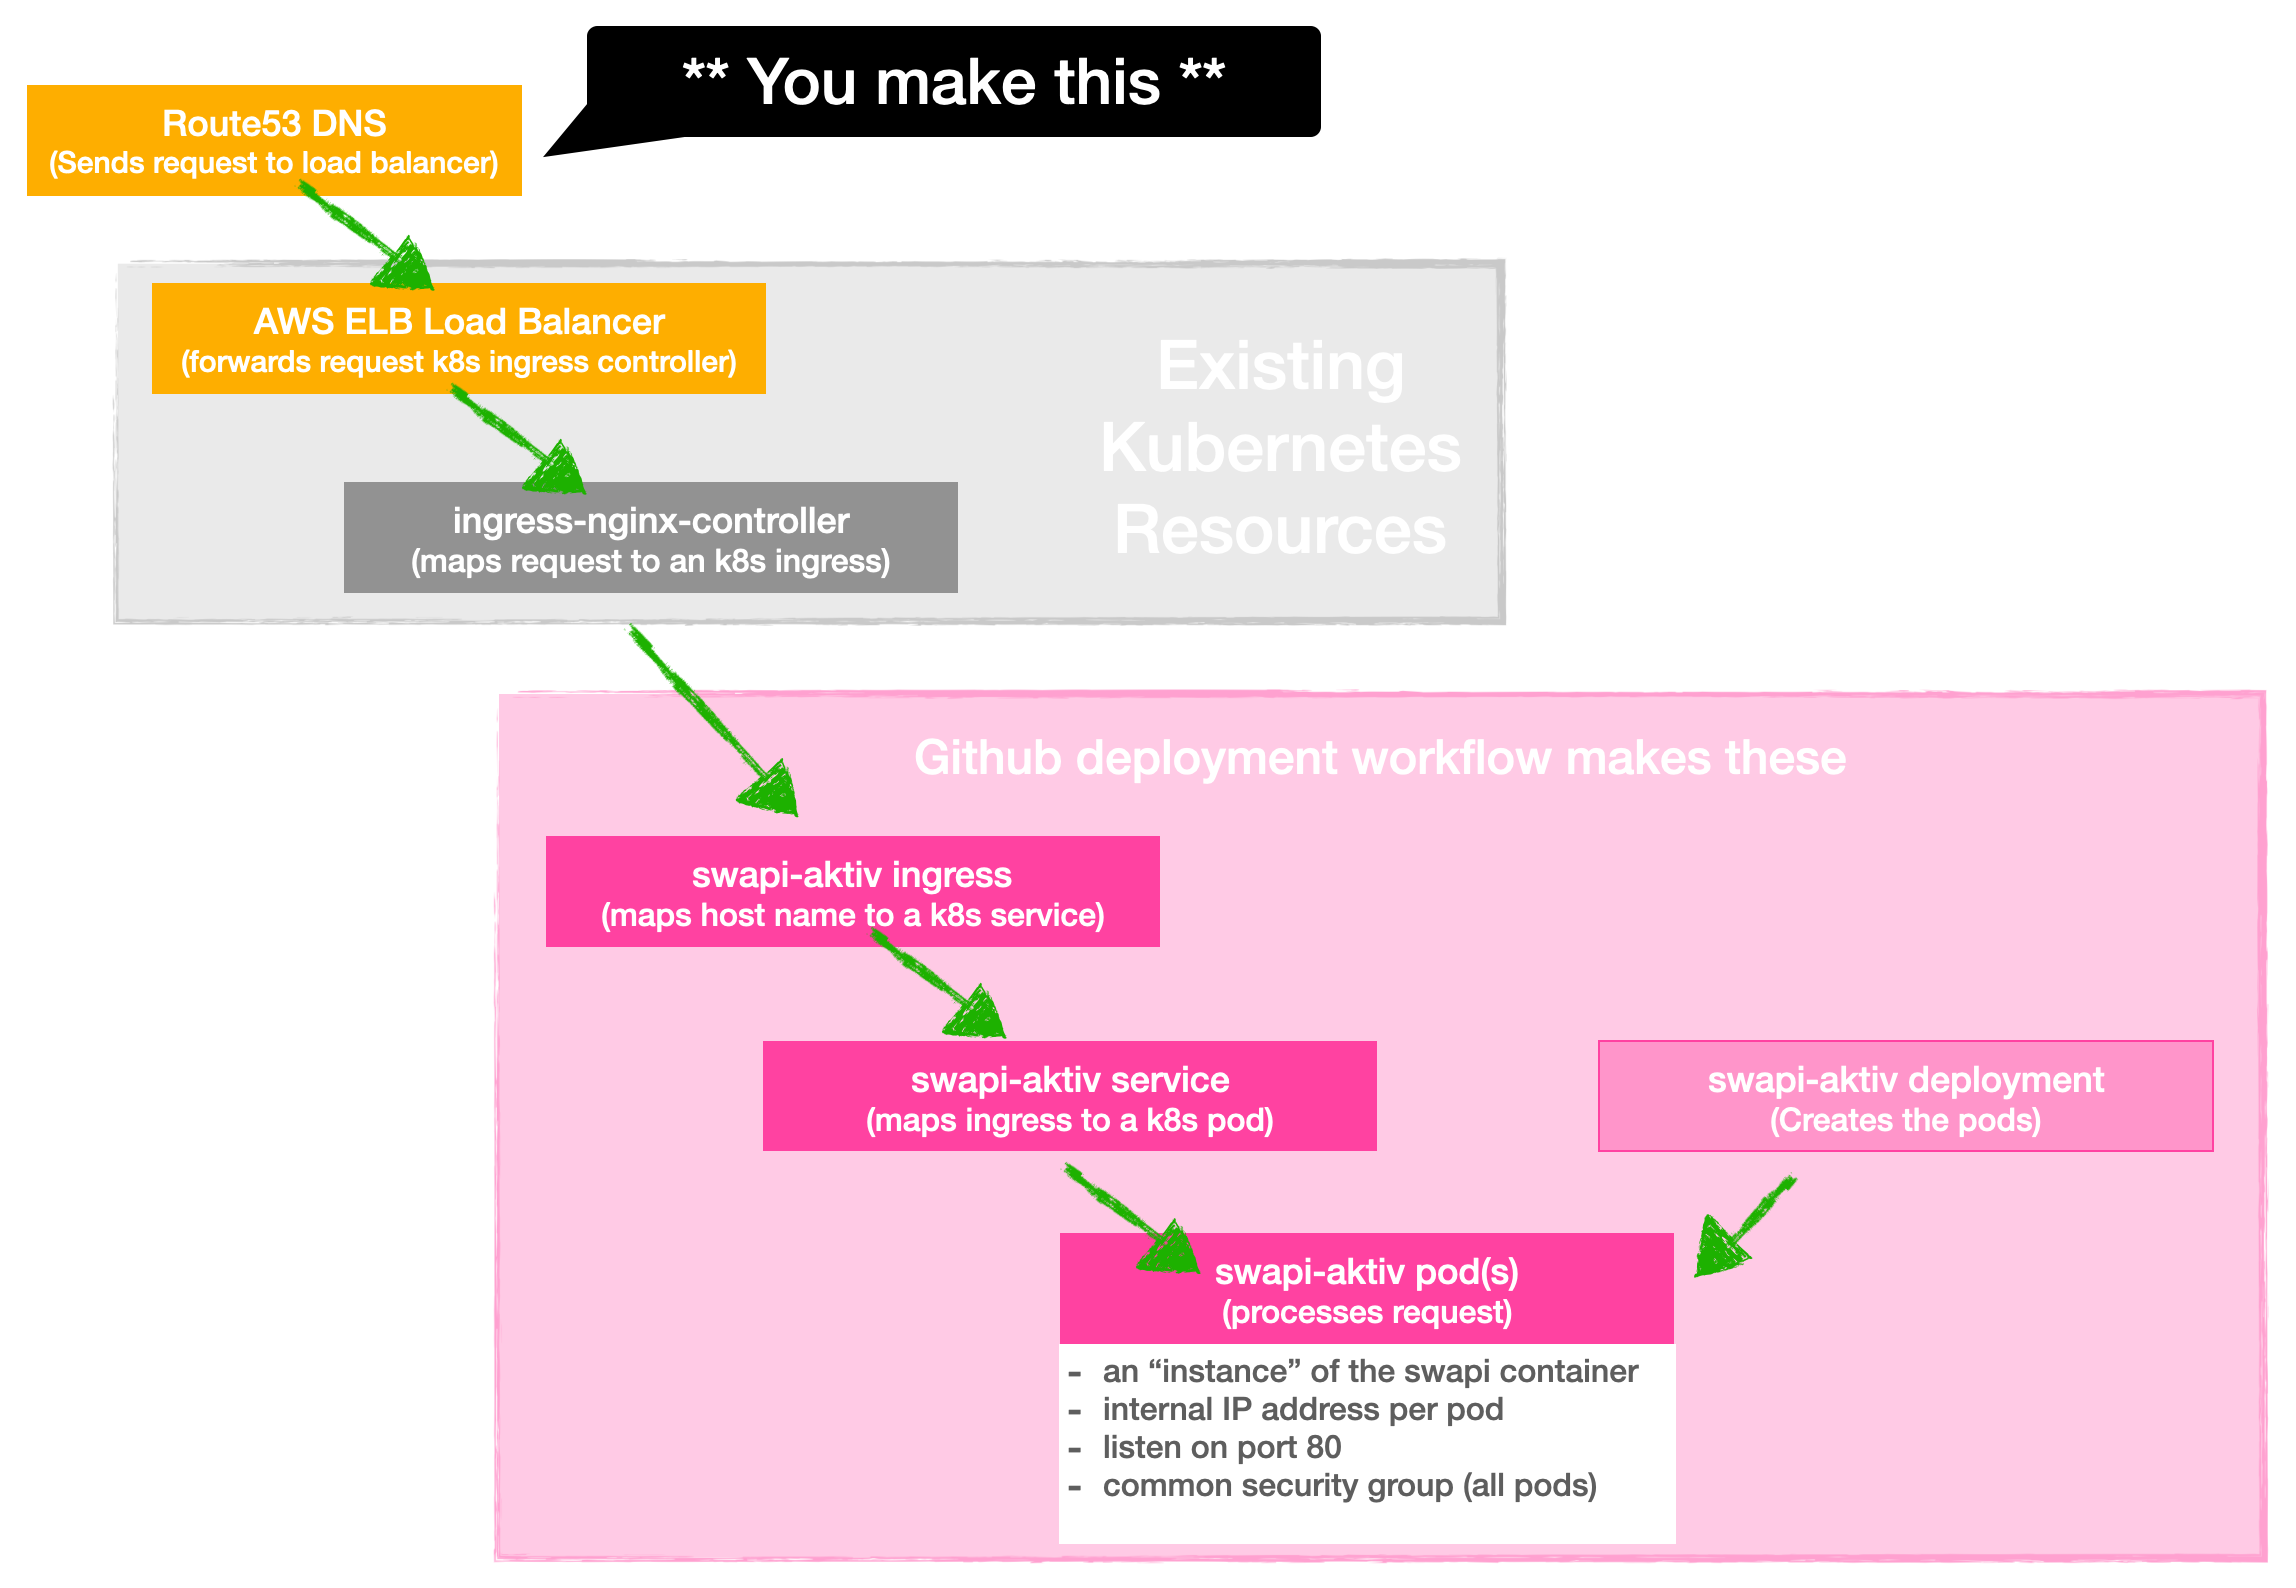 ** You make this **
Route53 DNS
(Sends request to load balancer)
AWS ELB Load Balancer
(forwards request k8s ingress controller)
Existing
Kubernetes
Resources
ingress-nginx-controller
(maps request to an k8s ingress)
Github deployment workflow makes these
swapi-aktiv ingress
(maps host name to a k8s service)
swapi-aktiv service
(maps ingress to a k8s pod)
swapi-aktiv deployment
(Creates the pods)
swapi-aktiv pod(s)
(processes request)
- an “instance” of the swapi container
- internal IP address per pod
- listen on port 80
- common security group (all pods)